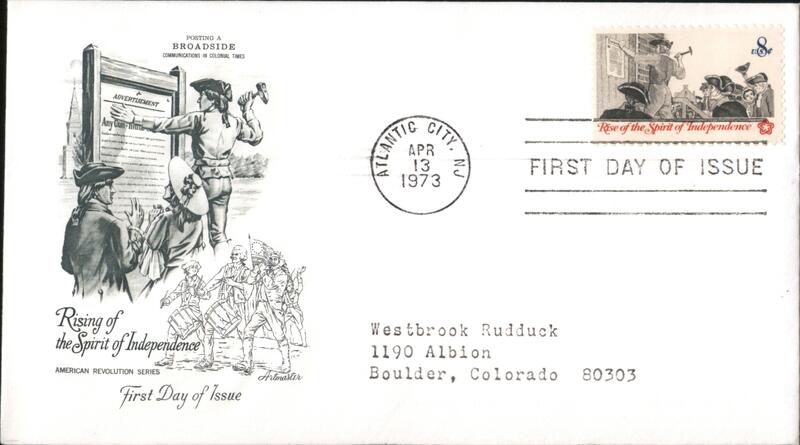 POSTING A
BROADSIDE
COMMUNICATIONS IN COLONIAL TIMES
ADVERTISEMENT
Rising of
the Spirit of Independence
AMERICAN REVOLUTION SERIES
First Day of Issue
Artmaster
ATLANTIC CITY, NJ
APR
13
1973
8
U.S.¢
Rise of the Spirit of Independence
FIRST DAY OF ISSUE
Westbrook Rudduck
1190 Albion
Boulder, Colorado 80303